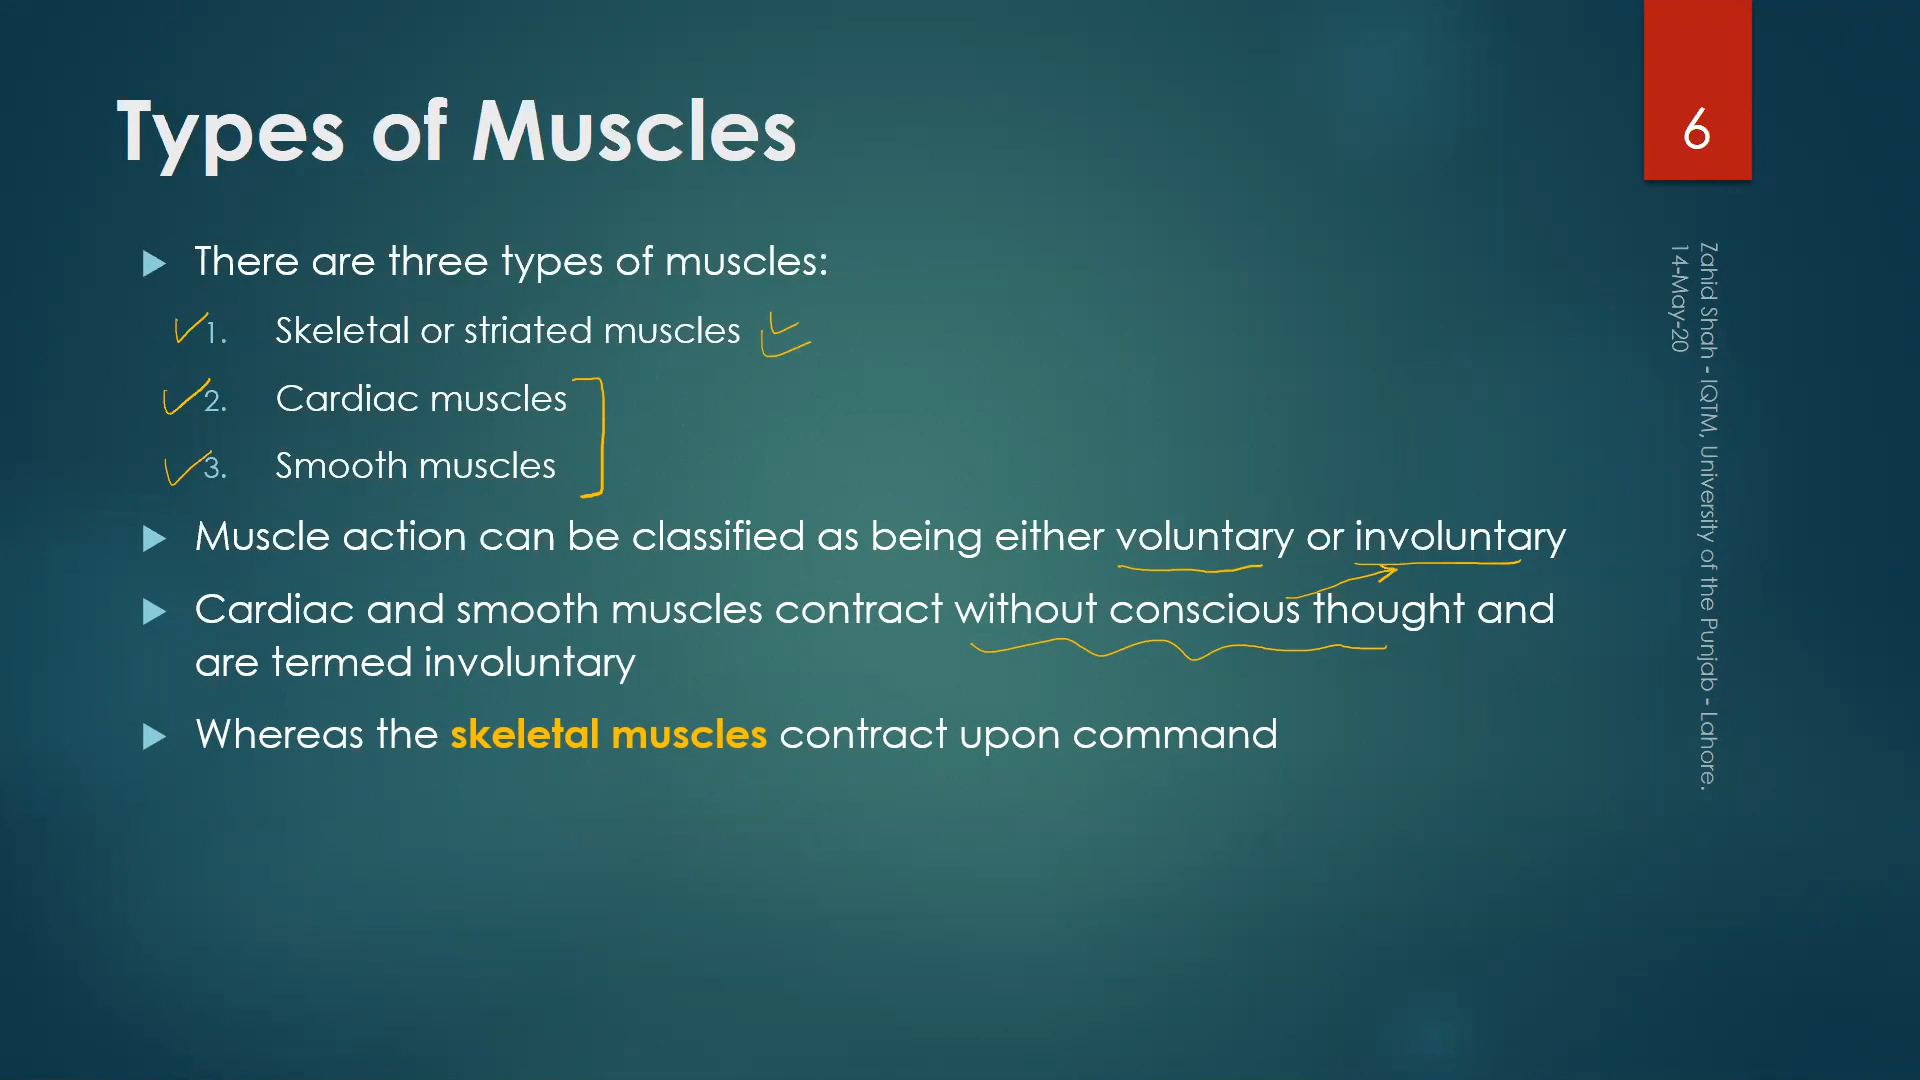 Types of Muscles
6
There are three types of muscles:
1. Skeletal or striated muscles
2. Cardiac muscles
3. Smooth muscles
Muscle action can be classified as being either voluntary or involuntary
Cardiac and smooth muscles contract without conscious thought and
are termed involuntary
Whereas the skeletal muscles contract upon command
Zahid Shah - IQTM, University of the Punjab - Lahore.
14-May-20